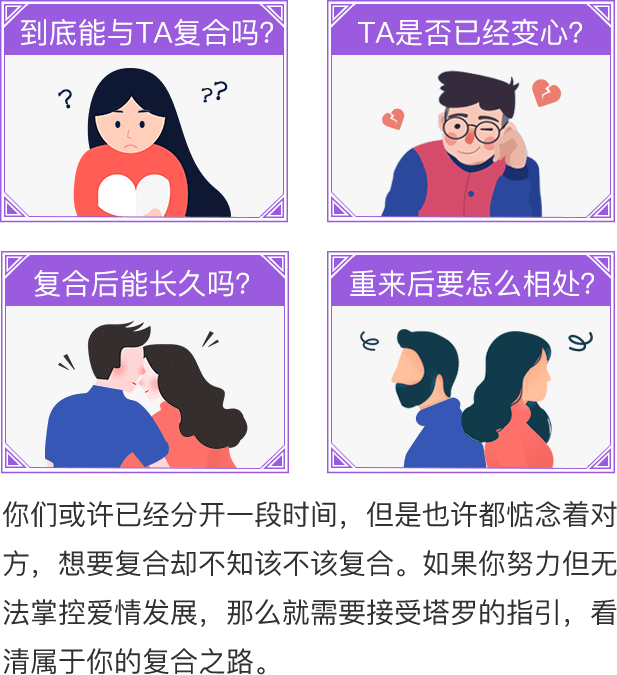 到底能与TA复合吗?
TA是否已经变心?
? ??
复合后能长久吗?
重来后要怎么相处?
你们或许已经分开一段时间，但是也许都惦念着对
方，想要复合却不知该不该复合。如果你努力但无
法掌控爱情发展，那么就需要接受塔罗的指引，看
清属于你的复合之路。